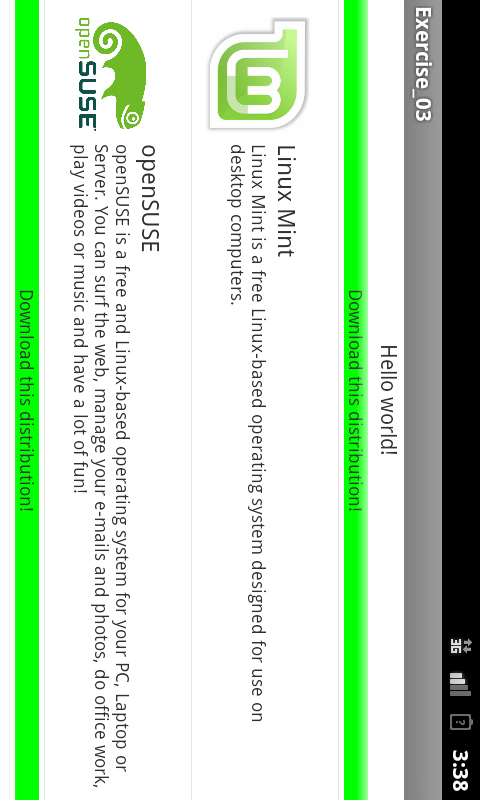 3G
3:38
Exercise_03
Hello world!
Download this distribution!
Linux Mint
Linux Mint is a free Linux-based operating system designed for use on
desktop computers.
openSUSE
openSUSE
openSUSE is a free and Linux-based operating system for your PC, Laptop or
Server. You can surf the web, manage your e-mails and photos, do office work,
play videos or music and have a lot of fun!
Download this distribution!